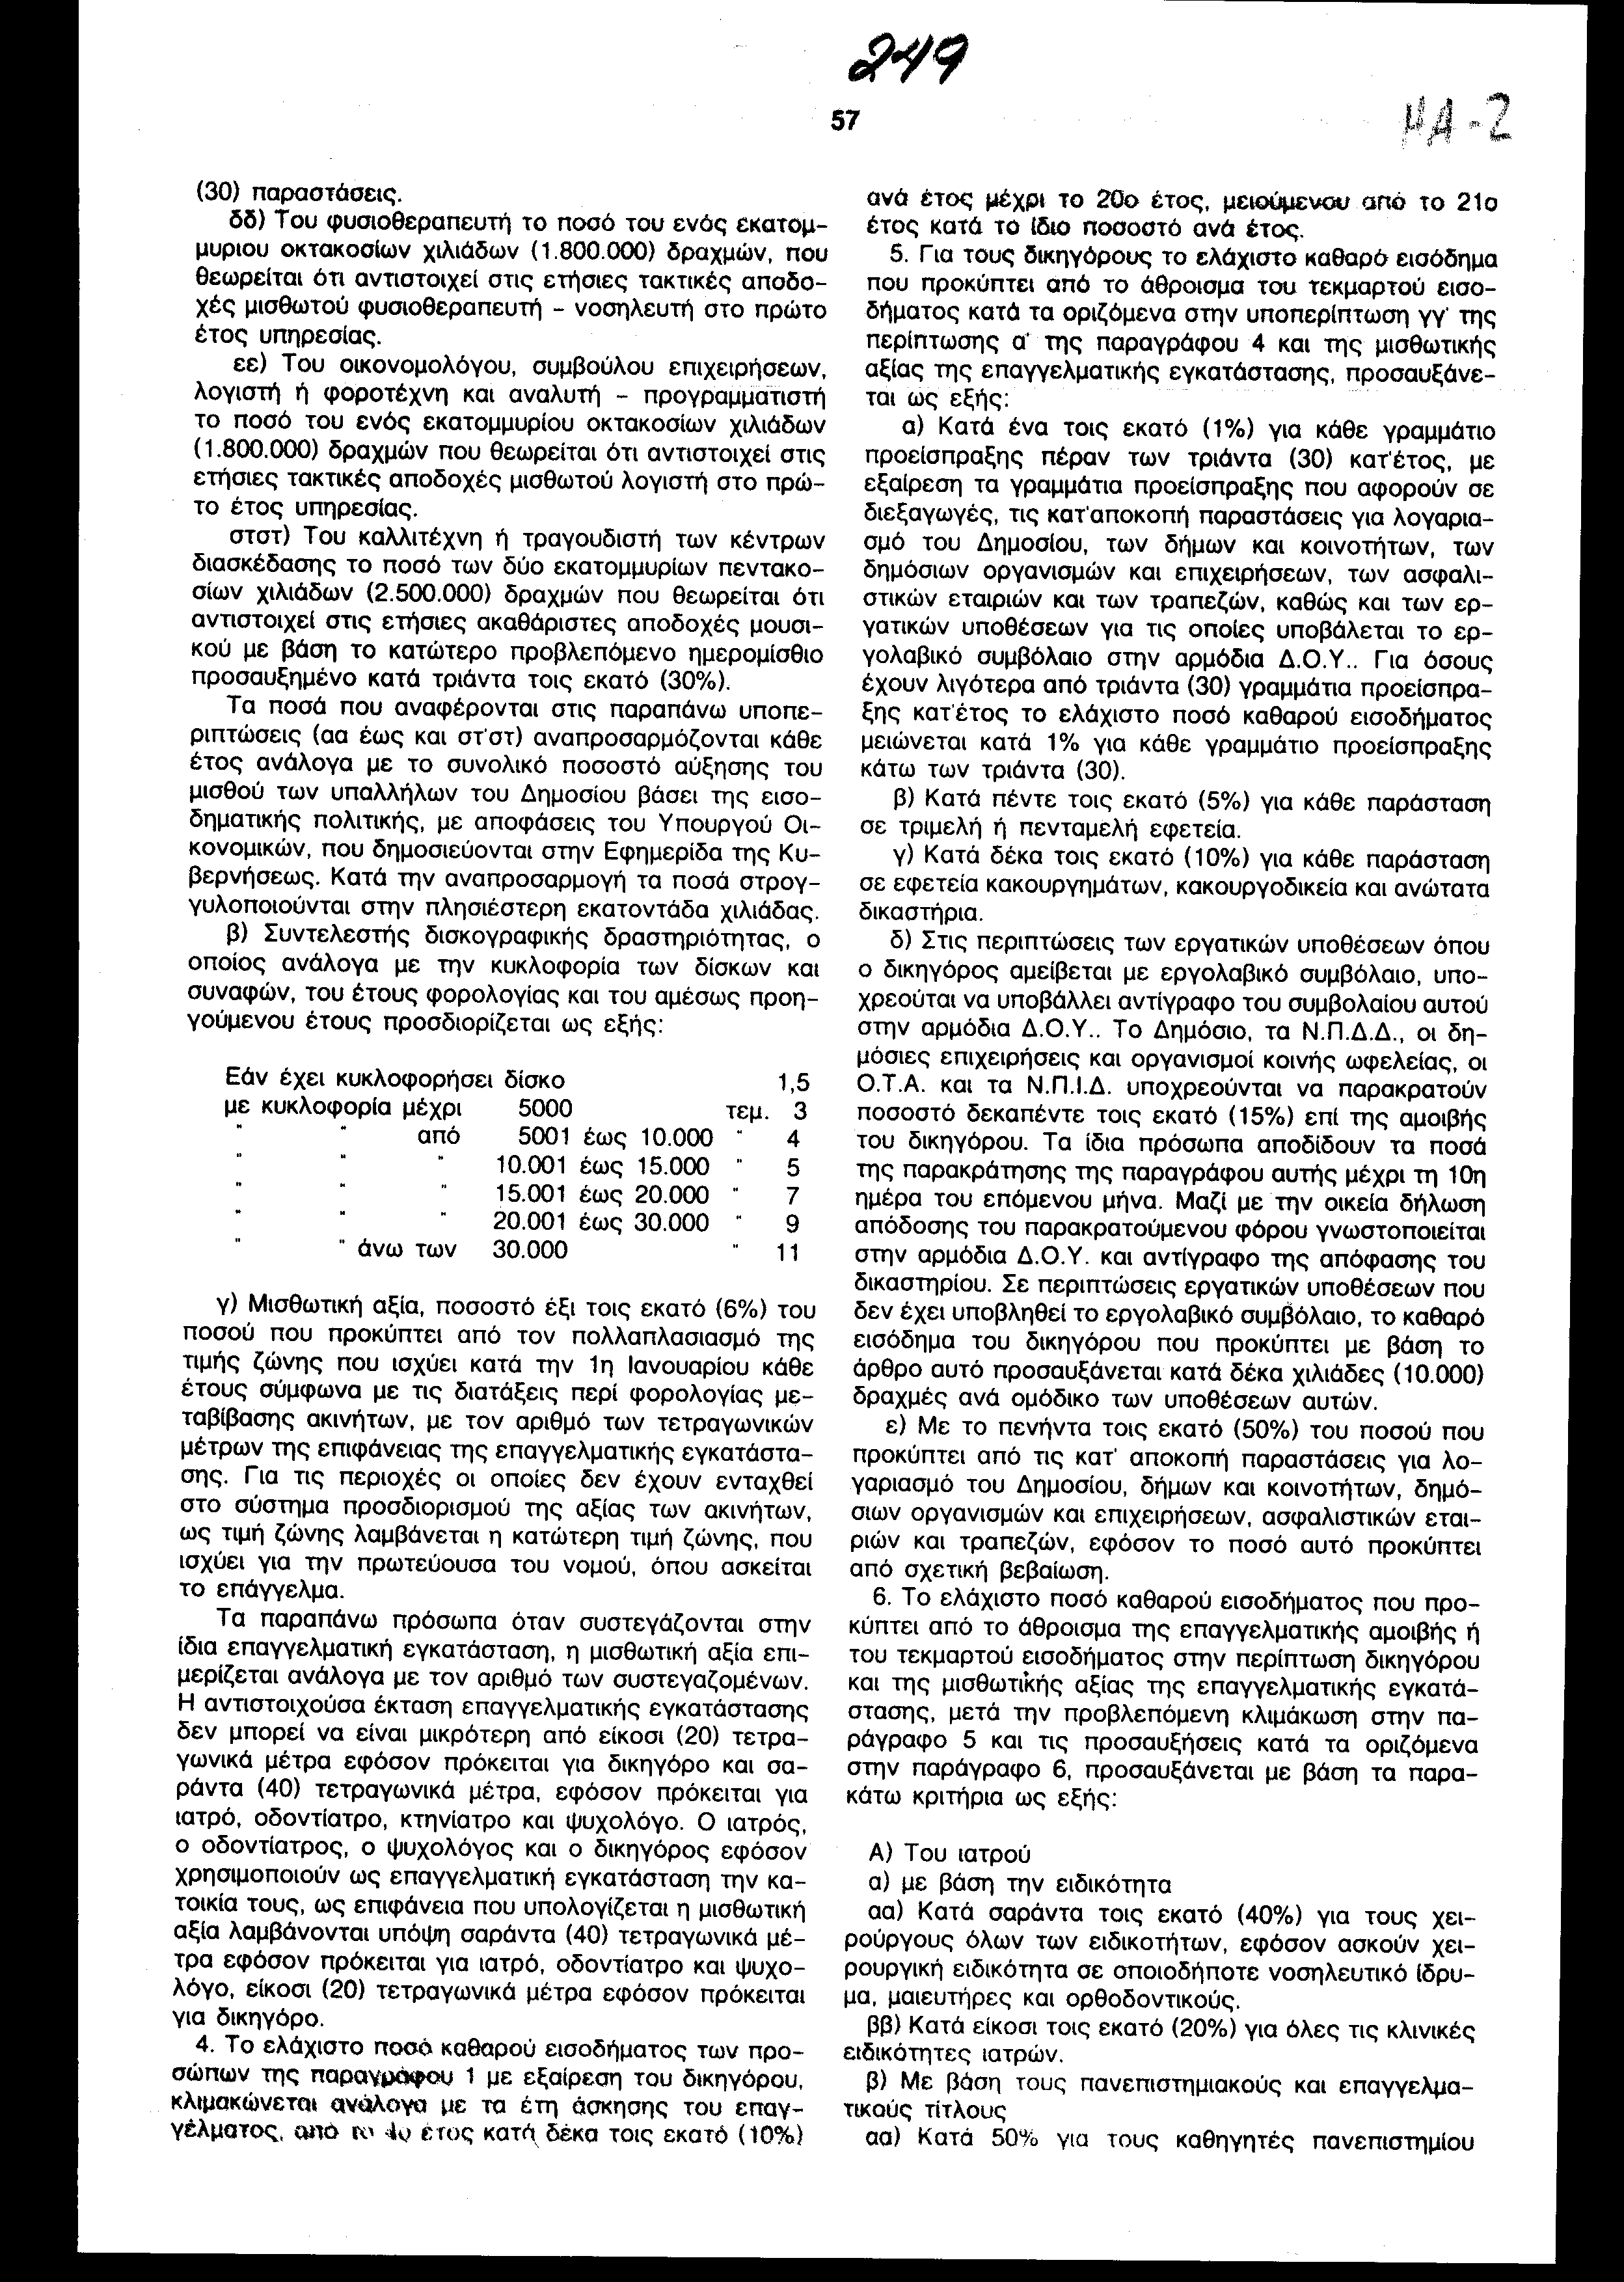 249
57
ΜΔ-2
(30) παραστάσεις.
δδ) Του φυσιοθεραπευτή το ποσό του ενός εκατομ-
μυριου οκτακοσίων χιλιάδων (1.800.000) δραχμών, που
θεωρείται ότι αντιστοιχεί στις ετήσιες τακτικές αποδο-
χές μισθωτού φυσιοθεραπευτή - νοσηλευτή στο πρώτο
έτος υπηρεσίας.
εε) Του οικονομολόγου, συμβούλου επιχειρήσεων,
λογιστή ή φοροτέχνη και αναλυτή - προγραμματιστή
το ποσό του ενός εκατομμυρίου οκτακοσίων χιλιάδων
(1.800.000) δραχμών που θεωρείται ότι αντιστοιχεί στις
ετήσιες τακτικές αποδοχές μισθωτού λογιστή στο πρώ-
το έτος υπηρεσίας.
στστ) Του καλλιτέχνη ή τραγουδιστή των κέντρων
διασκέδασης το ποσό των δύο εκατομμυρίων πεντακο-
σίων χιλιάδων (2.500.000) δραχμών που θεωρείται ότι
αντιστοιχεί στις ετήσιες ακαθάριστες αποδοχές μουσι-
κού με βάση το κατώτερο προβλεπόμενο ημερομίσθιο
προσαυξημένο κατά τριάντα τοις εκατό (30%).
Τα ποσά που αναφέρονται στις παραπάνω υποπε-
ριπτώσεις (αα έως και στ'στ) αναπροσαρμόζονται κάθε
έτος ανάλογα με το συνολικό ποσοστό αύξησης του
μισθού των υπαλλήλων του Δημοσίου βάσει της εισο-
δηματικής πολιτικής, με αποφάσεις του Υπουργού Οι-
κονομικών, που δημοσιεύονται στην Εφημερίδα της Κυ-
βερνήσεως. Κατά την αναπροσαρμογή τα ποσά στρογ-
γυλοποιούνται στην πλησιέστερη εκατοντάδα χιλιάδας.
β) Συντελεστής δισκογραφικής δραστηριότητας, ο
οποίος ανάλογα με την κυκλοφορία των δίσκων και
συναφών, του έτους φορολογίας και του αμέσως προη-
γούμενου έτους προσδιορίζεται ως εξής:
Εάν έχει κυκλοφορήσει δίσκο 1,5
με κυκλοφορία μέχρι 5000 τεμ. 3
" " από 5001 έως 10.000 " 4
" " " 10.001 έως 15.000 " 5
" " " 15.001 έως 20.000 " 7
" " " 20.001 έως 30.000 " 9
" " άνω των 30.000 " 11
γ) Μισθωτική αξία, ποσοστό έξι τοις εκατό (6%) του
ποσού που προκύπτει από τον πολλαπλασιασμό της
τιμής ζώνης που ισχύει κατά την 1η Ιανουαρίου κάθε
έτους σύμφωνα με τις διατάξεις περί φορολογίας με-
ταβίβασης ακινήτων, με τον αριθμό των τετραγωνικών
μέτρων της επιφάνειας της επαγγελματικής εγκατάστα-
σης. Για τις περιοχές οι οποίες δεν έχουν ενταχθεί
στο σύστημα προσδιορισμού της αξίας των ακινήτων,
ως τιμή ζώνης λαμβάνεται η κατώτερη τιμή ζώνης, που
ισχύει για την πρωτεύουσα του νομού, όπου ασκείται
το επάγγελμα.
Τα παραπάνω πρόσωπα όταν συστεγάζονται στην
ίδια επαγγελματική εγκατάσταση, η μισθωτική αξία επι-
μερίζεται ανάλογα με τον αριθμό των συστεγαζομένων.
Η αντιστοιχούσα έκταση επαγγελματικής εγκατάστασης
δεν μπορεί να είναι μικρότερη από είκοσι (20) τετρα-
γωνικά μέτρα εφόσον πρόκειται για δικηγόρο και σα-
ράντα (40) τετραγωνικά μέτρα, εφόσον πρόκειται για
ιατρό, οδοντίατρο, κτηνίατρο και ψυχολόγο. Ο ιατρός,
ο οδοντίατρος, ο ψυχολόγος και ο δικηγόρος εφόσον
χρησιμοποιούν ως επαγγελματική εγκατάσταση την κα-
τοικία τους, ως επιφάνεια που υπολογίζεται η μισθωτική
αξία λαμβάνονται υπόψη σαράντα (40) τετραγωνικά μέ-
τρα εφόσον πρόκειται για ιατρό, οδοντίατρο και ψυχο-
λόγο, είκοσι (20) τετραγωνικά μέτρα εφόσον πρόκειται
για δικηγόρο.
4. Το ελάχιστο ποσό καθαρού εισοδήματος των προ-
σώπων της παραγράφου 1 με εξαίρεση του δικηγόρου,
κλιμακώνεται ανάλογα με τα έτη άσκησης του επαγ-
γέλματος, από το 4ο έτος κατά δέκα τοις εκατό (10%)
ανά έτος μέχρι το 20ο έτος, μειούμενου από το 21ο
έτος κατά το ίδιο ποσοστό ανά έτος.
5. Για τους δικηγόρους το ελάχιστο καθαρό εισόδημα
που προκύπτει από το άθροισμα του τεκμαρτού εισο-
δήματος κατά τα οριζόμενα στην υποπερίπτωση γγ' της
περίπτωσης α' της παραγράφου 4 και της μισθωτικής
αξίας της επαγγελματικής εγκατάστασης, προσαυξάνε-
ται ως εξής:
α) Κατά ένα τοις εκατό (1%) για κάθε γραμμάτιο
προείσπραξης πέραν των τριάντα (30) κατ'έτος, με
εξαίρεση τα γραμμάτια προείσπραξης που αφορούν σε
διεξαγωγές, τις κατ'αποκοπή παραστάσεις για λογαρια-
σμό του Δημοσίου, των δήμων και κοινοτήτων, των
δημόσιων οργανισμών και επιχειρήσεων, των ασφαλι-
στικών εταιριών και των τραπεζών, καθώς και των ερ-
γατικών υποθέσεων για τις οποίες υποβάλεται το ερ-
γολαβικό συμβόλαιο στην αρμόδια Δ.Ο.Υ.. Για όσους
έχουν λιγότερα από τριάντα (30) γραμμάτια προείσπρα-
ξης κατ'έτος το ελάχιστο ποσό καθαρού εισοδήματος
μειώνεται κατά 1% για κάθε γραμμάτιο προείσπραξης
κάτω των τριάντα (30).
β) Κατά πέντε τοις εκατό (5%) για κάθε παράσταση
σε τριμελή ή πενταμελή εφετεία.
γ) Κατά δέκα τοις εκατό (10%) για κάθε παράσταση
σε εφετεία κακουργημάτων, κακουργοδικεία και ανώτατα
δικαστήρια.
δ) Στις περιπτώσεις των εργατικών υποθέσεων όπου
ο δικηγόρος αμείβεται με εργολαβικό συμβόλαιο, υπο-
χρεούται να υποβάλλει αντίγραφο του συμβολαίου αυτού
στην αρμόδια Δ.Ο.Υ.. Το Δημόσιο, τα Ν.Π.Δ.Δ., οι δη-
μόσιες επιχειρήσεις και οργανισμοί κοινής ωφελείας, οι
Ο.Τ.Α. και τα Ν.Π.Ι.Δ. υποχρεούνται να παρακρατούν
ποσοστό δεκαπέντε τοις εκατό (15%) επί της αμοιβής
του δικηγόρου. Τα ίδια πρόσωπα αποδίδουν τα ποσά
της παρακράτησης της παραγράφου αυτής μέχρι τη 10η
ημέρα του επόμενου μήνα. Μαζί με την οικεία δήλωση
απόδοσης του παρακρατούμενου φόρου γνωστοποιείται
στην αρμόδια Δ.Ο.Υ. και αντίγραφο της απόφασης του
δικαστηρίου. Σε περιπτώσεις εργατικών υποθέσεων που
δεν έχει υποβληθεί το εργολαβικό συμβόλαιο, το καθαρό
εισόδημα του δικηγόρου που προκύπτει με βάση το
άρθρο αυτό προσαυξάνεται κατά δέκα χιλιάδες (10.000)
δραχμές ανά ομόδικο των υποθέσεων αυτών.
ε) Με το πενήντα τοις εκατό (50%) του ποσού που
προκύπτει από τις κατ' αποκοπή παραστάσεις για λο-
γαριασμό του Δημοσίου, δήμων και κοινοτήτων, δημό-
σιων οργανισμών και επιχειρήσεων, ασφαλιστικών εται-
ριών και τραπεζών, εφόσον το ποσό αυτό προκύπτει
από σχετική βεβαίωση.
6. Το ελάχιστο ποσό καθαρού εισοδήματος που προ-
κύπτει από το άθροισμα της επαγγελματικής αμοιβής ή
του τεκμαρτού εισοδήματος στην περίπτωση δικηγόρου
και της μισθωτικής αξίας της επαγγελματικής εγκατά-
στασης, μετά την προβλεπόμενη κλιμάκωση στην πα-
ράγραφο 5 και τις προσαυξήσεις κατά τα οριζόμενα
στην παράγραφο 6, προσαυξάνεται με βάση τα παρα-
κάτω κριτήρια ως εξής:
Α) Του ιατρού
α) με βάση την ειδικότητα
αα) Κατά σαράντα τοις εκατό (40%) για τους χει-
ρούργους όλων των ειδικοτήτων, εφόσον ασκούν χει-
ρουργική ειδικότητα σε οποιοδήποτε νοσηλευτικό ίδρυ-
μα, μαιευτήρες και ορθοδοντικούς.
ββ) Κατά είκοσι τοις εκατό (20%) για όλες τις κλινικές
ειδικότητες ιατρών.
β) Με βάση τους πανεπιστημιακούς και επαγγελμα-
τικούς τίτλους
αα) Κατά 50% για τους καθηγητές πανεπιστημίου